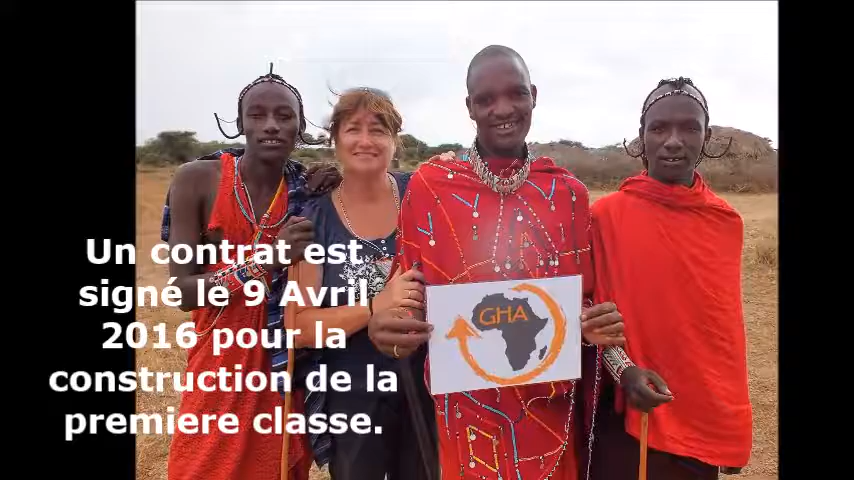 Un contrat est
signé le 9 Avril
2016 pour la
construction de la
premiere classe.
GHA